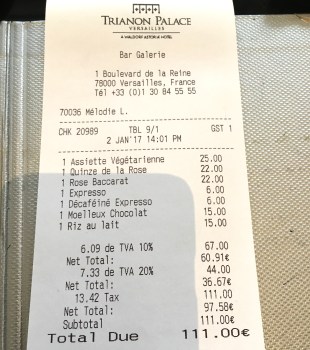 TRIANON PALACE
VERSAILLES
A WALDORF ASTORIA HOTEL
Bar Galerie
1 Boulevard de la Reine
78000 Versailles, France
Tél +33 (0)1 30 84 55 55
70036 Mélodie L.
CHK 20989 TBL 9/1 GST 1
2 JAN'17 14:01 PM
1 Assiette Végétarienne 25.00
1 Quinze de la Rose 22.00
1 Rose Baccarat 22.00
1 Expresso 6.00
1 Décaféiné Expresso 6.00
1 Moelleux Chocolat 15.00
1 Riz au lait 15.00
6.09 de TVA 10% 67.00
Net Total: 60.91€
7.33 de TVA 20% 44.00
Net Total: 36.67€
13.42 Tax 111.00
Net Total: 97.58€
Subtotal 111.00€
Total Due 111.00€